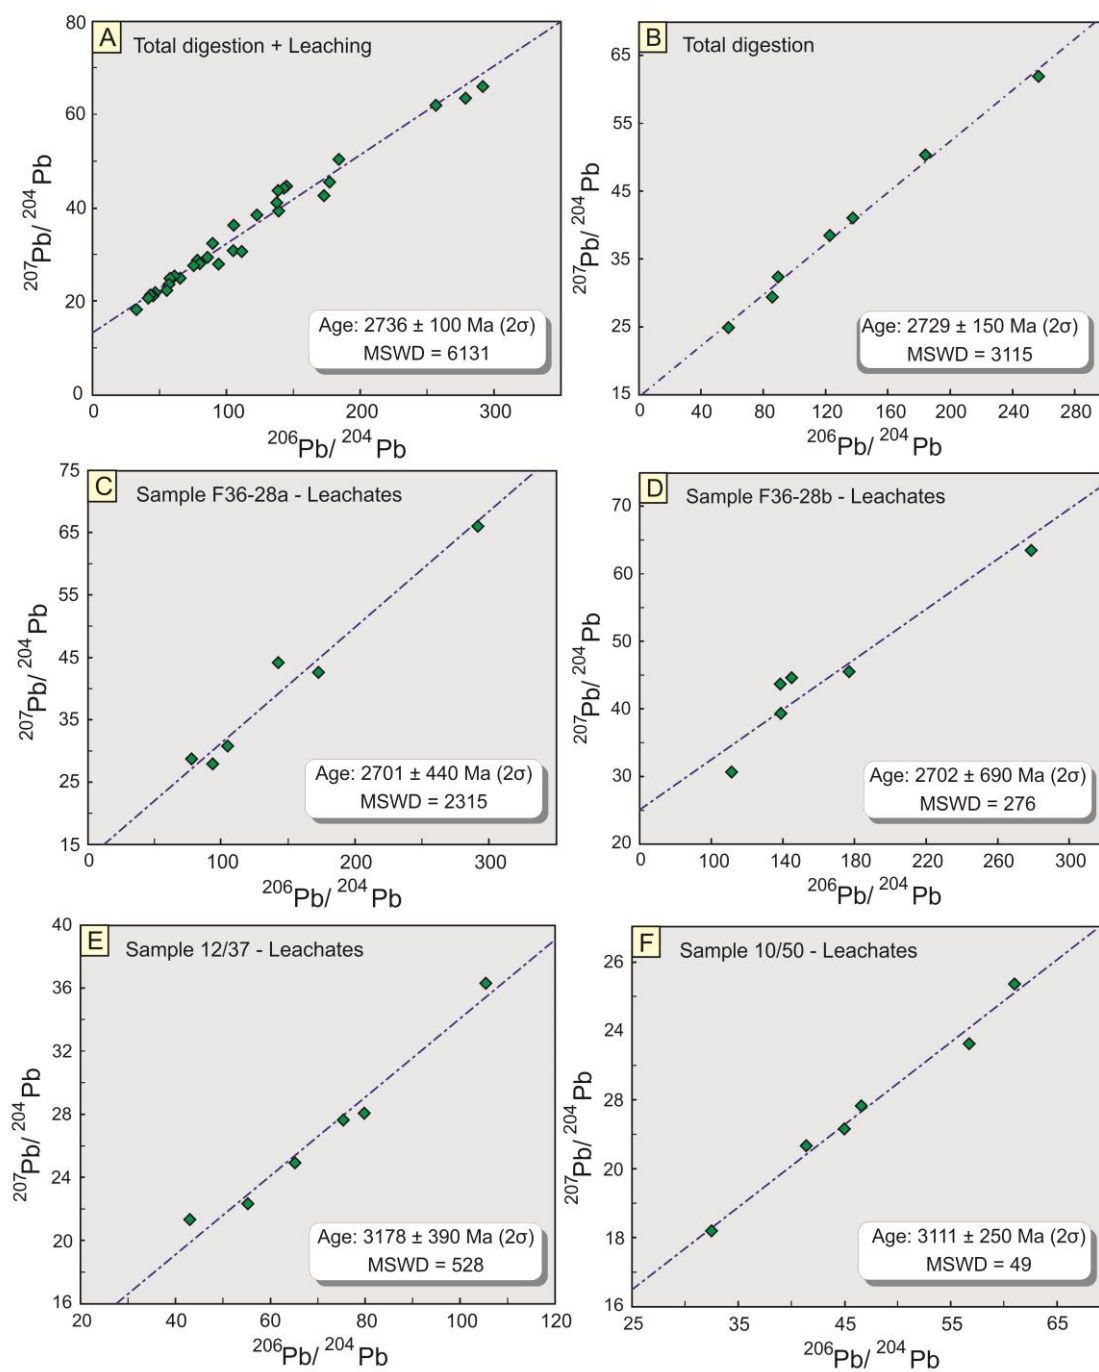 A Total digestion + Leaching
80
60
40
20
0
207Pb/ 204Pb
Age: 2736 ± 100 Ma (2σ)
MSWD = 6131
0 100 200 300
206Pb/ 204Pb
B Total digestion
65
55
45
35
25
15
207Pb/ 204Pb
Age: 2729 ± 150 Ma (2σ)
MSWD = 3115
0 40 80 120 160 200 240 280
206Pb/ 204Pb
C Sample F36-28a - Leachates
75
65
55
45
35
25
15
207Pb/ 204Pb
Age: 2701 ± 440 Ma (2σ)
MSWD = 2315
0 100 200 300
206Pb/ 204Pb
D Sample F36-28b - Leachates
70
60
50
40
30
20
207Pb/ 204Pb
Age: 2702 ± 690 Ma (2σ)
MSWD = 276
0 100 140 180 220 260 300
206Pb/ 204Pb
E Sample 12/37 - Leachates
40
36
32
28
24
20
16
207Pb/ 204Pb
Age: 3178 ± 390 Ma (2σ)
MSWD = 528
20 40 60 80 100 120
206Pb/ 204Pb
F Sample 10/50 - Leachates
26
24
28
20
18
16
207Pb/ 204Pb
Age: 3111 ± 250 Ma (2σ)
MSWD = 49
25 35 45 55 65
206Pb/ 204Pb